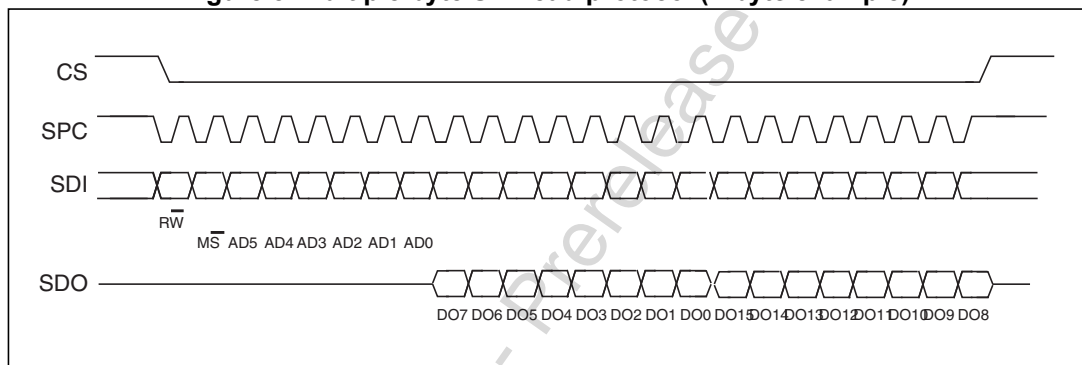 CS
SPC
SDI
RW
MS AD5 AD4 AD3 AD2 AD1 AD0
SDO
DO7 DO6 DO5 DO4 DO3 DO2 DO1 DO0 DO15 DO14 DO13 DO12 DO11 DO10 DO9 DO8
- Prerelease